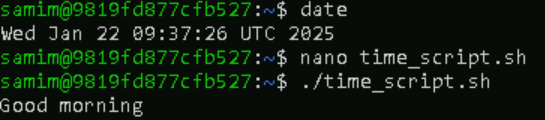 samim@9819fd877cfb527:~$ date
Wed Jan 22 09:37:26 UTC 2025
samim@9819fd877cfb527:~$ nano time_script.sh
samim@9819fd877cfb527:~$ ./time_script.sh
Good morning